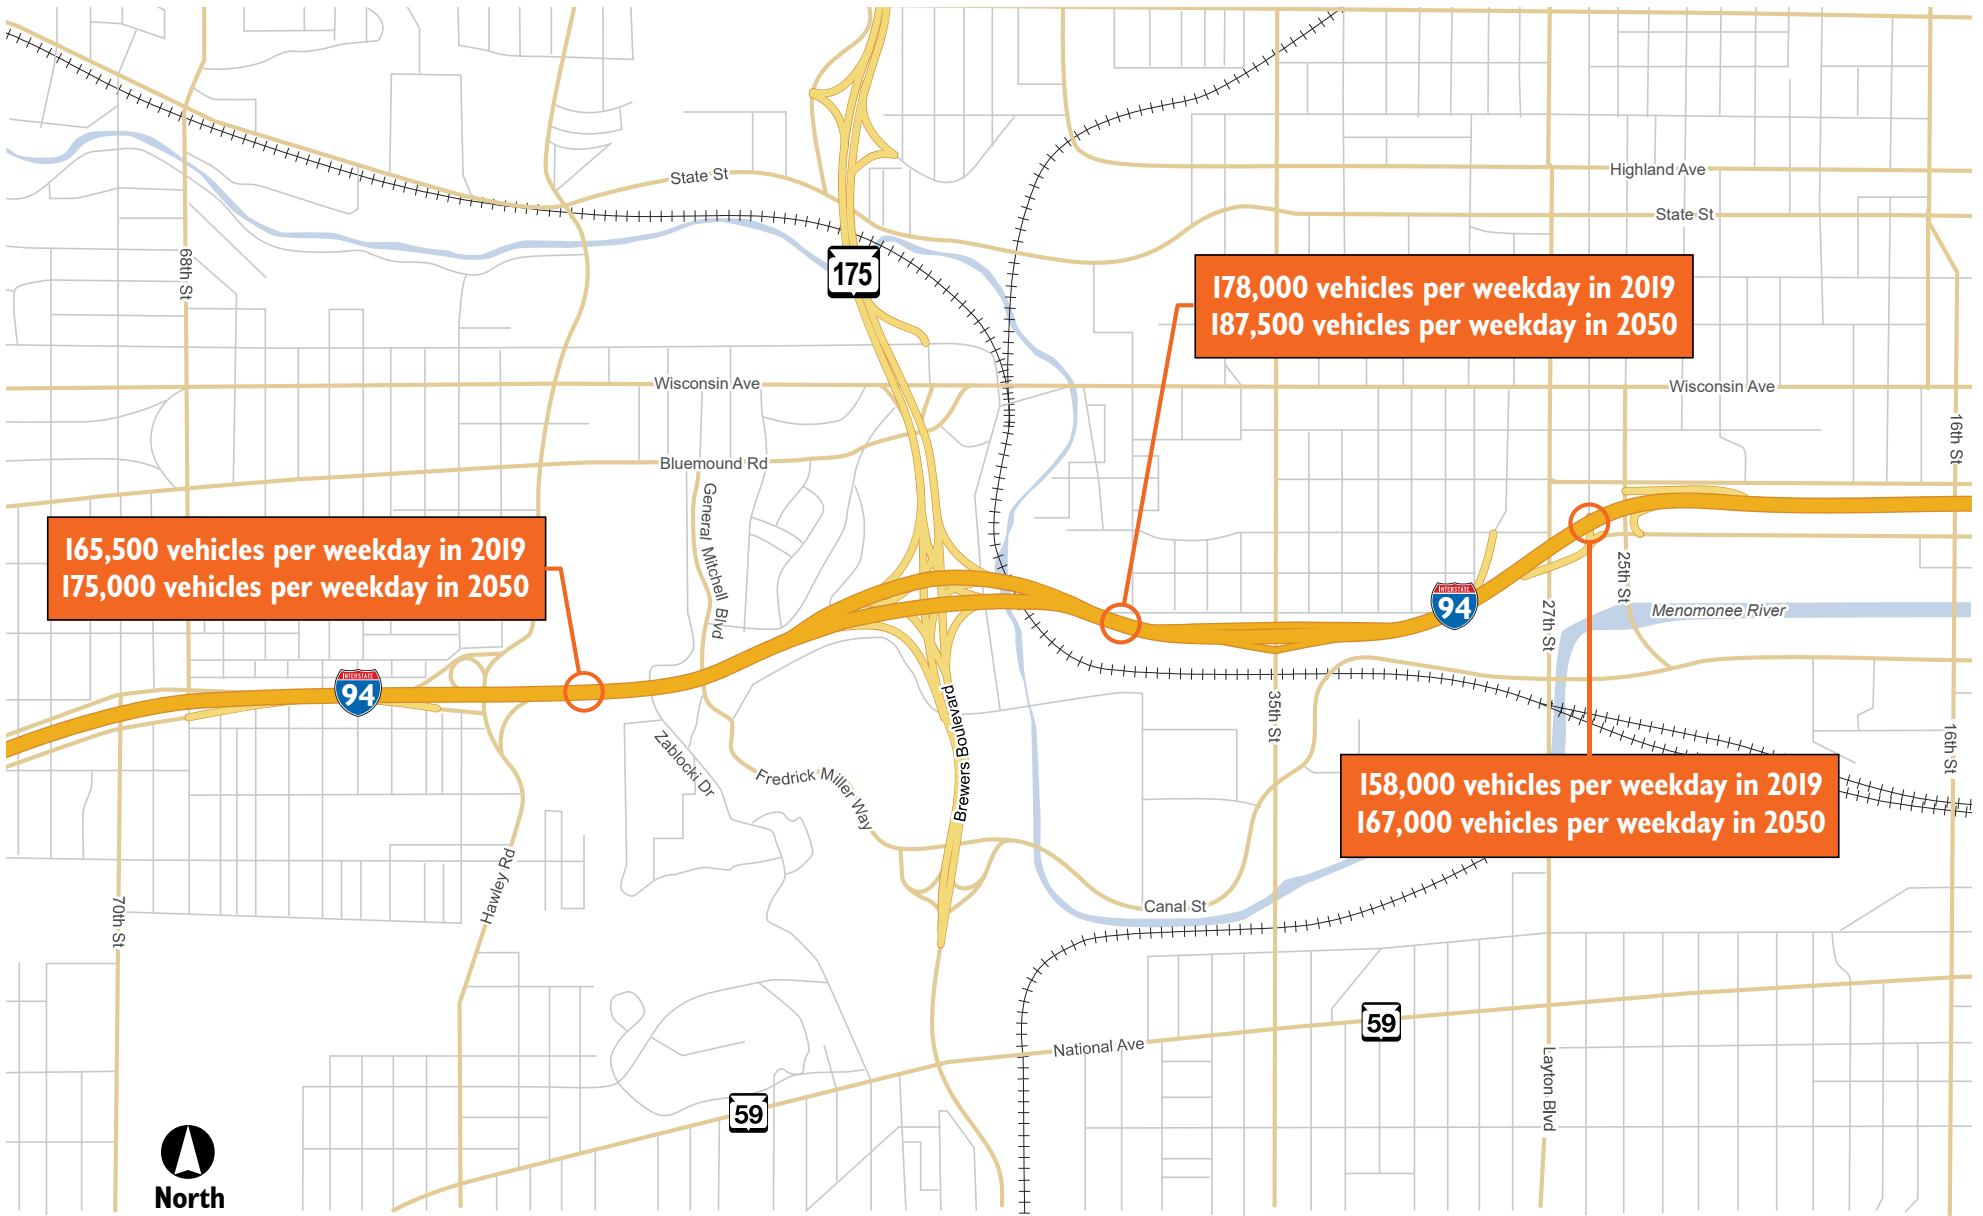 State St
Highland Ave
State St
68th St
175
178,000 vehicles per weekday in 2019
187,500 vehicles per weekday in 2050
Wisconsin Ave
Wisconsin Ave
16th St
Bluemound Rd
General Mitchell Blvd
165,500 vehicles per weekday in 2019
175,000 vehicles per weekday in 2050
25th St
INTERSTATE
94
27th St
Menomonee River
INTERSTATE
94
Brewers Boulevard
35th St
16th St
Zablocki Dr
Fredrick Miller Way
158,000 vehicles per weekday in 2019
167,000 vehicles per weekday in 2050
Hawley Rd
70th St
Canal St
59
National Ave
Layton Blvd
59
North